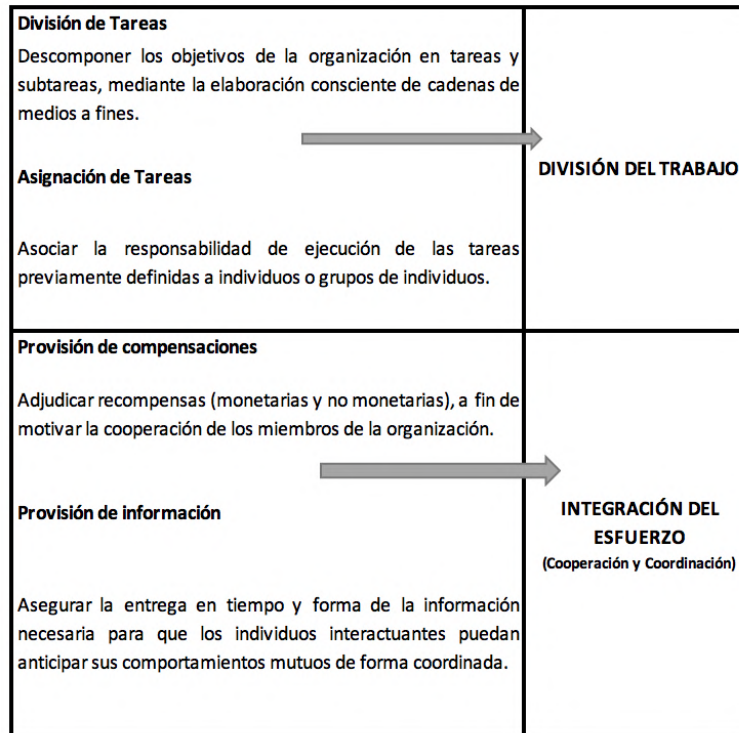 División de Tareas
Descomponer los objetivos de la organización en tareas y
subtareas, mediante la elaboración consciente de cadenas de
medios a fines.
Asignación de Tareas
Asociar la responsabilidad de ejecución de las tareas
previamente definidas a individuos o grupos de individuos.
DIVISIÓN DEL TRABAJO
Provisión de compensaciones
Adjudicar recompensas (monetarias y no monetarias), a fin de
motivar la cooperación de los miembros de la organización.
Provisión de información
Asegurar la entrega en tiempo y forma de la información
necesaria para que los individuos interactuantes puedan
anticipar sus comportamientos mutuos de forma coordinada.
INTEGRACIÓN DEL
ESFUERZO
(Cooperación y Coordinación)